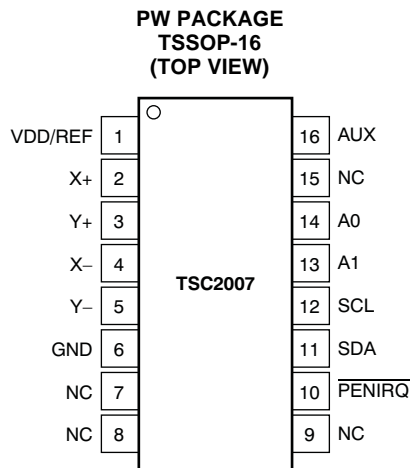 PW PACKAGE
TSSOP-16
(TOP VIEW)
VDD/REF 1 16 AUX
X+ 2 15 NC
Y+ 3 14 A0
X− 4 13 A1
TSC2007
Y− 5 12 SCL
GND 6 11 SDA
NC 7 10 P̅E̅N̅I̅R̅Q̅
NC 8 9 NC